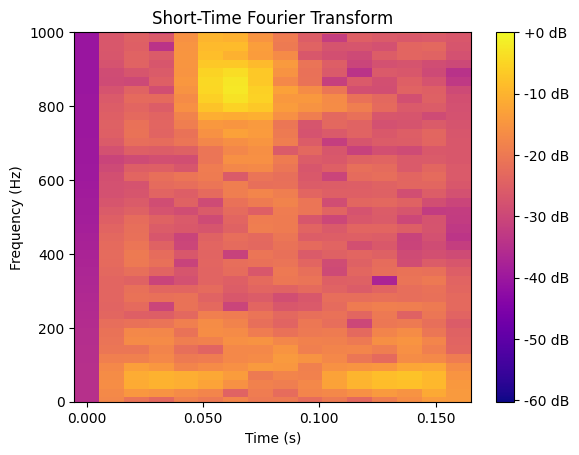 Short-Time Fourier Transform
1000
800
600
400
200
0
Frequency (Hz)
0.000
0.050
0.100
0.150
Time (s)
+0 dB
-10 dB
-20 dB
-30 dB
-40 dB
-50 dB
-60 dB